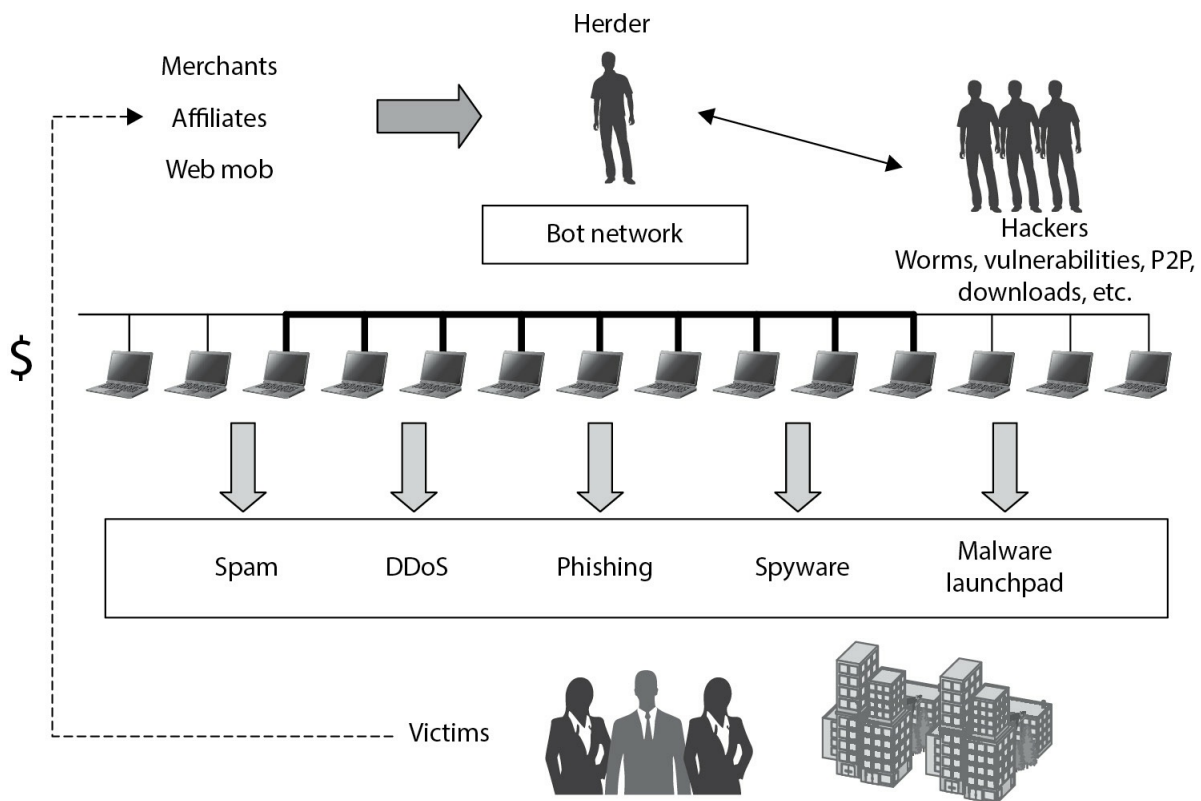 Herder
Merchants
Affiliates
Web mob
Hackers
Worms, vulnerabilities, P2P,
downloads, etc.
Bot network
$
Spam
DDoS
Phishing
Spyware
Malware
launchpad
Victims